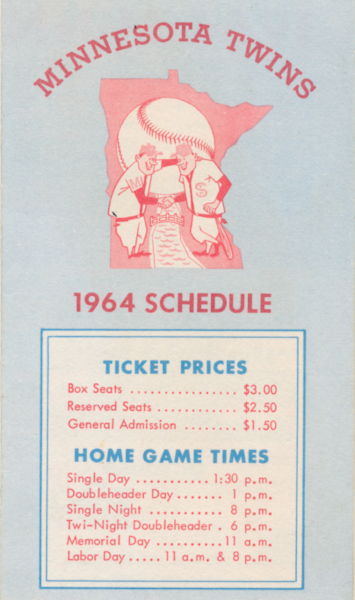 MINNESOTA TWINS
M S
1964 SCHEDULE
TICKET PRICES
Box Seats ................ $3.00
Reserved Seats ............ $2.50
General Admission ........ $1.50
HOME GAME TIMES
Single Day ............ 1:30 p.m.
Doubleheader Day ....... 1 p.m.
Single Night ........... 8 p.m.
Twi-Night Doubleheader . 6 p.m.
Memorial Day .......... 11 a.m.
Labor Day ..... 11 a.m. & 8 p.m.